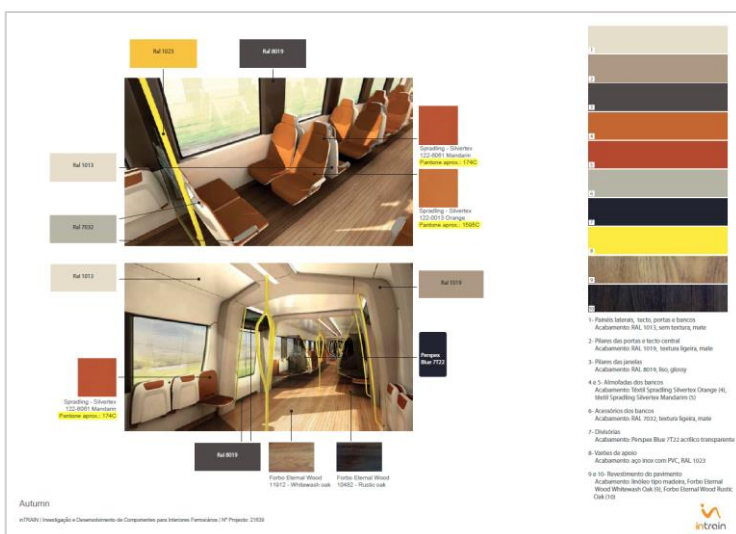 Ral 1023
Ral 8019
Spradling - Silvertex
122-6061 Mandarin
Pantone aprox.: 174C
Ral 1013
Spradling - Silvertex
122-0013 Orange
Pantone aprox.: 1595C
Ral 7032
Ral 1013
Ral 1019
Perspex
Blue 7T22
Spradling - Silvertex
122-6061 Mandarin
Pantone aprox.: 174C
Ral 8019
Forbo Eternal Wood
11812 - Whitewash oak
Forbo Eternal Wood
10482 - Rustic oak
1
2
3
4
5
6
7
8
9
10
1- Painéis laterais, tecto, portas e bancos
Acabamento: RAL 1013, sem textura, mate
2- Pilares das portas e tecto central
Acabamento: RAL 1019, textura ligeira, mate
3- Pilares das janelas
Acabamento: RAL 8019, liso, glossy
4 e 5- Almofadas dos bancos
Acabamento: Têxtil Spradling Silvertex Orange (4),
têxtil Spradling Silvertex Mandarins (5)
6- Acessórios dos bancos
Acabamento: RAL 7032, textura ligeira, mate
7- Divisórias
Acabamento: Perspex Blue 7T22 acrílico transparente
8- Varões de apoio
Acabamento: aço inox com PVC, RAL 1023
9 e 10- Revestimento do pavimento
Acabamento: linóleo tipo madeira, Forbo Eternal
Wood Whitewash Oak (9), Forbo Eternal Wood Rustic
Oak (10)
Autumn
inTRAIN | Investigação e Desenvolvimento de Componentes para Interiores Ferroviários | Nº Projecto: 21639
intrain